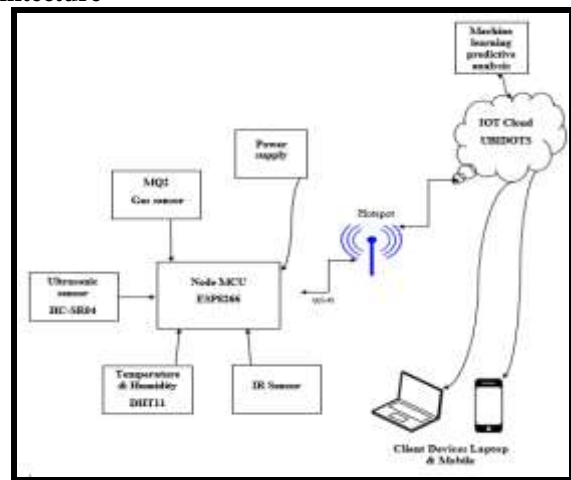 Machine
learning
predictive
analysis
IOT Cloud
UBIDOTS
Power
supply
MQ2
Gas sensor
Hotspot
Ultrasonic
sensor
HC-SR04
Node MCU
ESP8266
Temperature
& Humidity
DHT11
IR Sensor
Client Devices Laptop
& Mobile